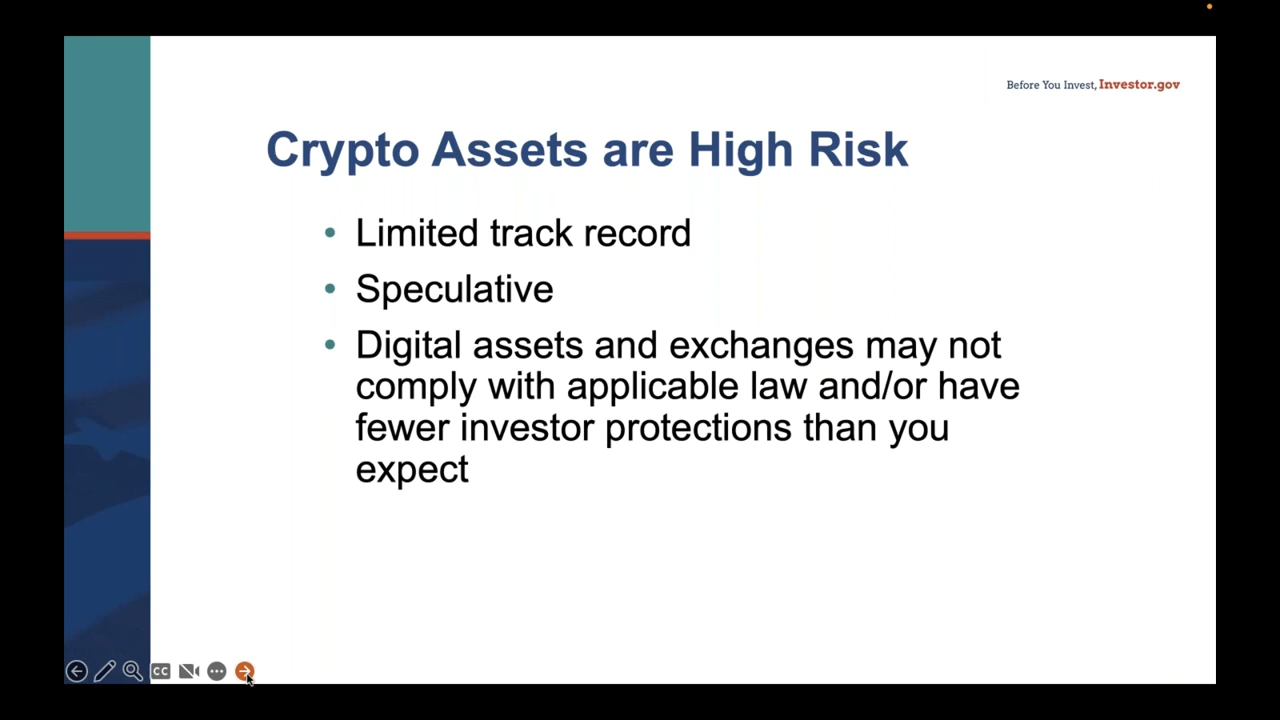 Before You Invest, Investor.gov
Crypto Assets are High Risk
• Limited track record
• Speculative
• Digital assets and exchanges may not
comply with applicable law and/or have
fewer investor protections than you
expect
CC